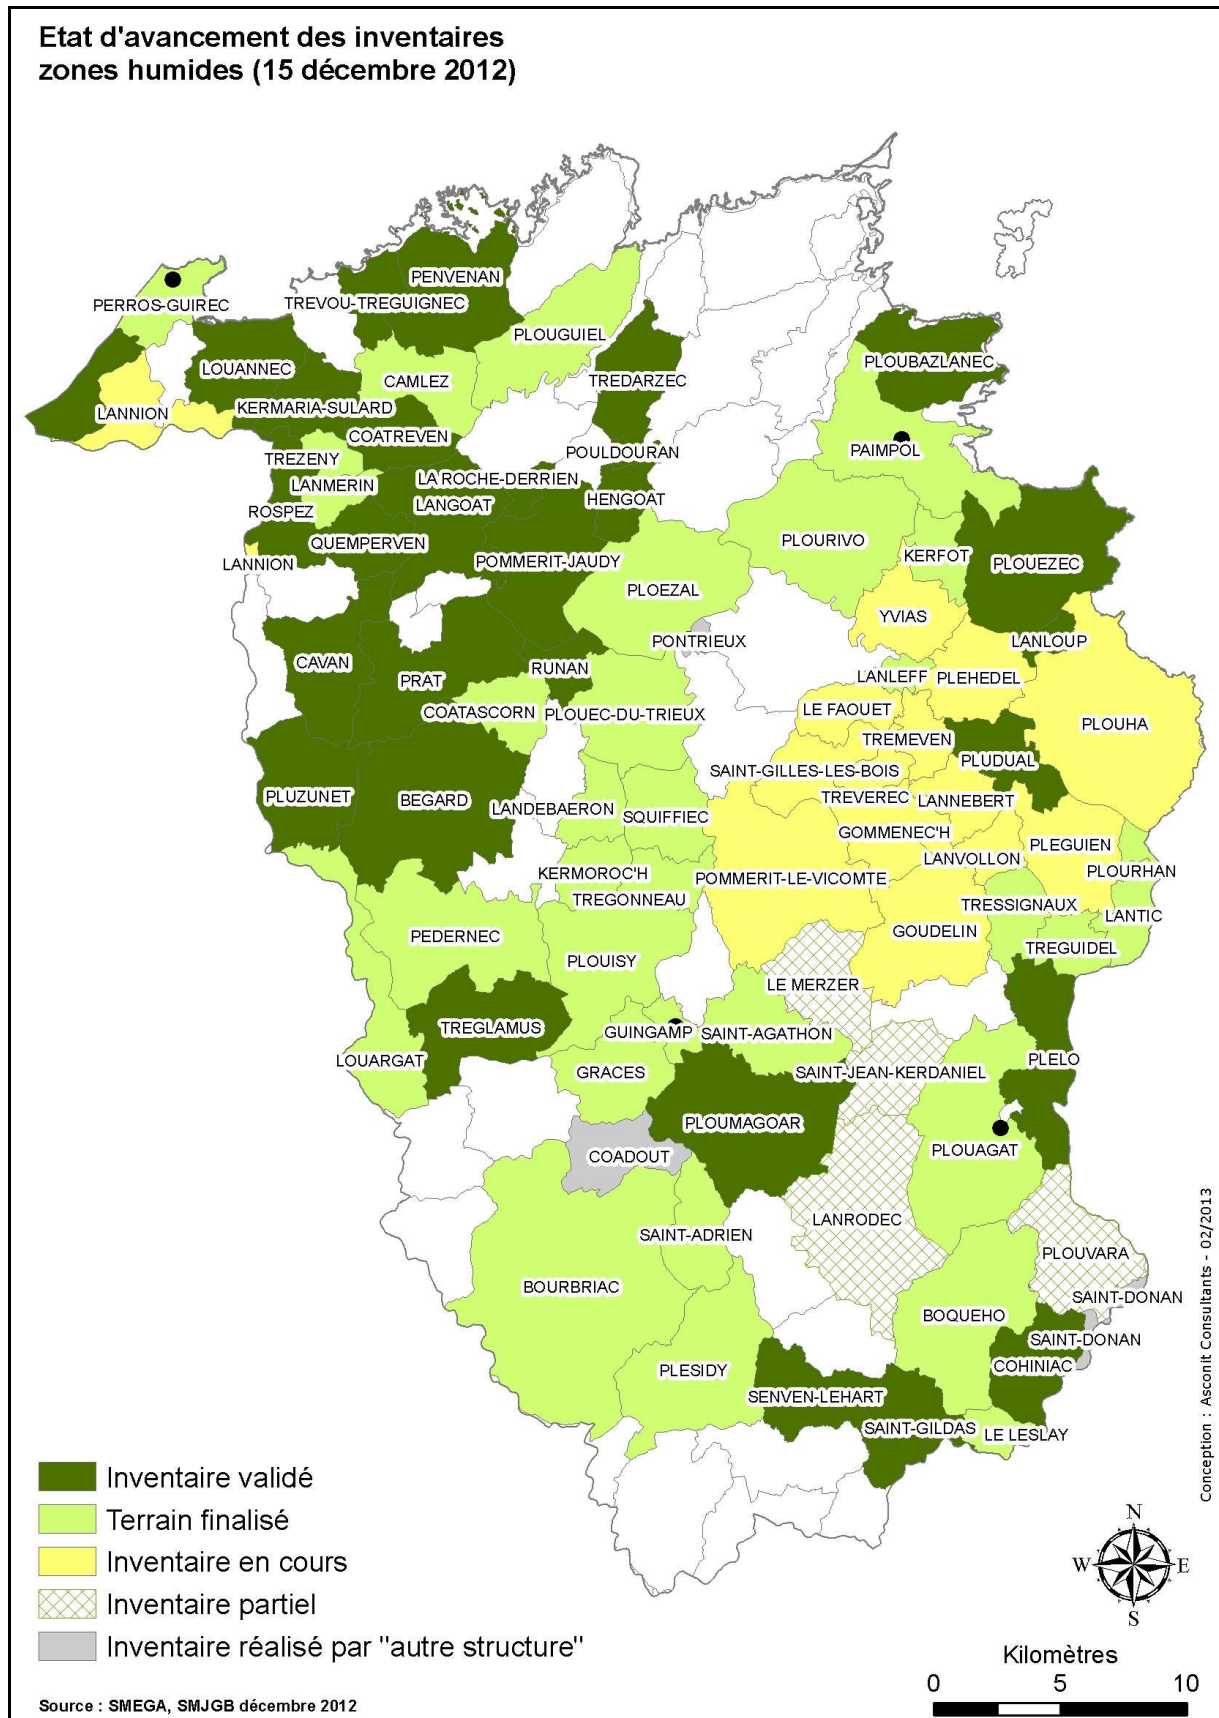 Etat d'avancement des inventaires
zones humides (15 décembre 2012)
PENVENAN
PERROS-GUIREC
TREVOU-TREGUIGNEC
PLOUGUIEL
PLOUBAZLANEC
LOUANNEC
CAMLEZ
TREDARZEC
LANNION
KERMARIA-SULARD
COATREVEN
PAIMPOL
TREZENY
POULDOURAN
LANMERIN
LA ROCHE-DERRIEN
LANGOAT
HENGOAT
ROSPEZ
QUEMPERVEN
PLOURIVO
KERFOT
PLOUEZEC
LANNION
POMMERIT-JAUDY
PLOEZAL
YVIAS
PONTRIEUX
LANLOUP
CAVAN
PRAT
RUNAN
LANLEFF
PLEHEDEL
COATASCORN
PLOUEC-DU-TRIEUX
LE FAOUET
PLOUHA
TREMEVEN
PLUDUAL
SAINT-GILLES-LES-BOIS
PLUZUNET
BEGARD
LANDEBAERON
SQUIFFIEC
TREVEREC
LANNEBERT
GOMMENEC'H
PLEGUIEN
LANVOLLON
KERMOROC'H
POMMERIT-LE-VICOMTE
PLOURHAN
TREGONNEAU
TRESSIGNAUX
LANTIC
PEDERNEC
GOUDELIN
TREGUIDEL
PLOUISY
LE MERZER
TREGLAMUS
GUINGAMP
SAINT-AGATHON
LOUARGAT
GRACES
SAINT-JEAN-KERDANIEL
PLELO
PLOUMAGOAR
COADOUT
PLOUAGAT
LANRODEC
SAINT-ADRIEN
PLOUVARA
BOURBRIAC
SAINT-DONAN
BOQUEHO
SAINT-DONAN
COHINIAC
PLESIDY
SENVEN-LEHART
SAINT-GILDAS
LE LESLAY
Conception : Asconit Consultants - 02/2013
Inventaire validé
Terrain finalisé
Inventaire en cours
Inventaire partiel
Inventaire réalisé par "autre structure"
N
W E
S
Kilomètres
0 5 10
Source : SMEGA, SMJGB décembre 2012